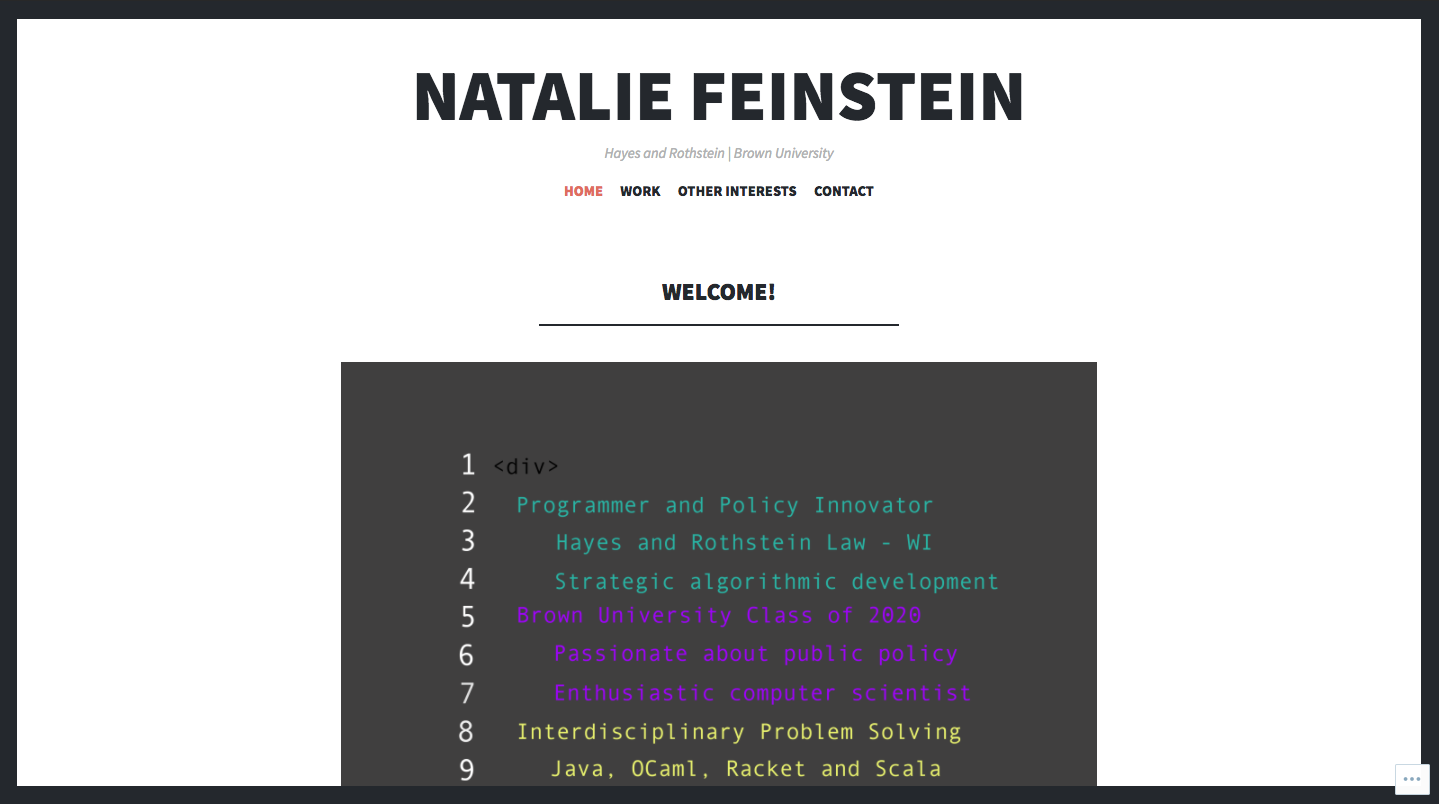 NATALIE FEINSTEIN
Hayes and Rothstein | Brown University
HOME WORK OTHER INTERESTS CONTACT
WELCOME!
1 <div>
2 Programmer and Policy Innovator
3 Hayes and Rothstein Law - WI
4 Strategic algorithmic development
5 Brown University Class of 2020
6 Passionate about public policy
7 Enthusiastic computer scientist
8 Interdisciplinary Problem Solving
9 Java, OCaml, Racket and Scala